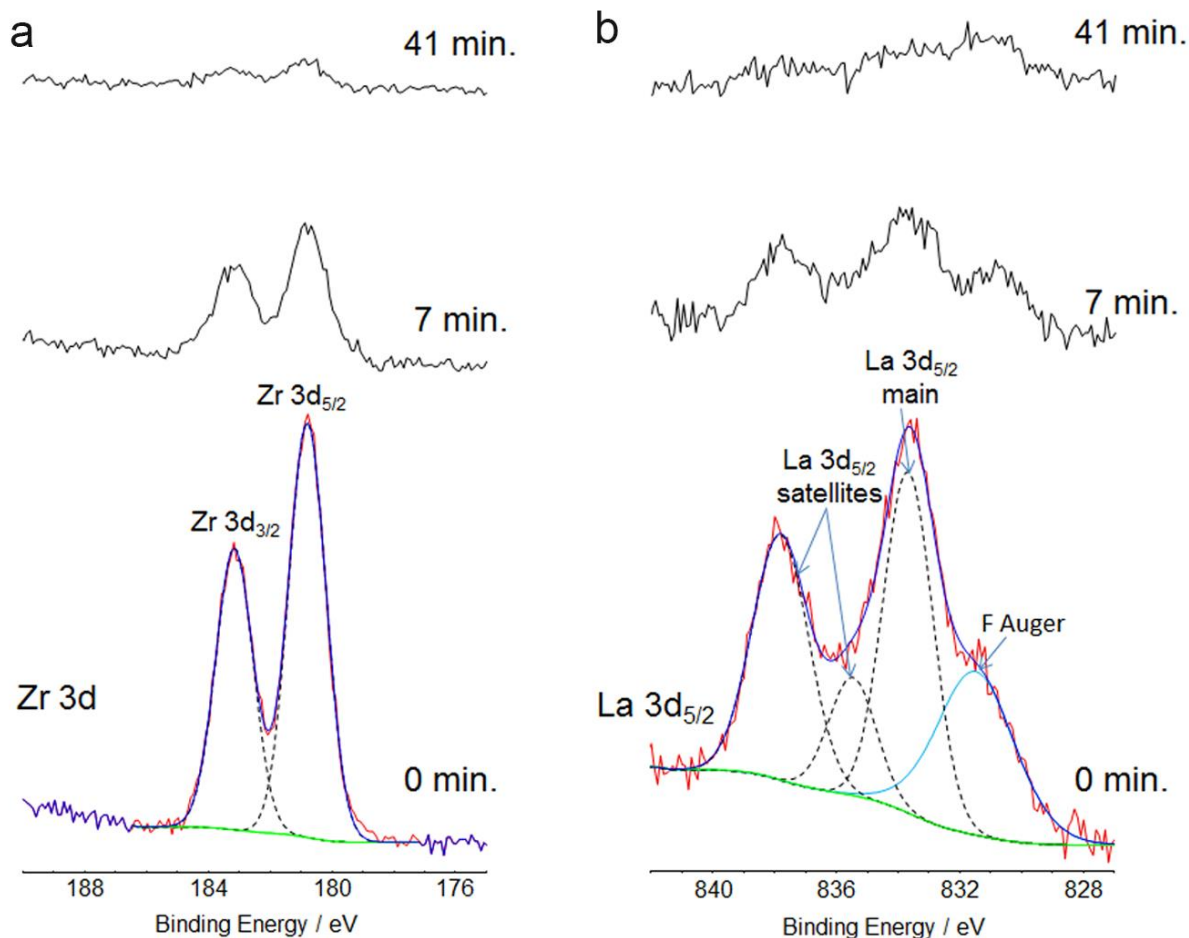 a
41 min.
7 min.
Zr 3d5/2
Zr 3d3/2
Zr 3d
0 min.
188 184 180 176
Binding Energy / eV
b
41 min.
7 min.
La 3d5/2
main
La 3d5/2
satellites
F Auger
La 3d5/2
0 min.
840 836 832 828
Binding Energy / eV